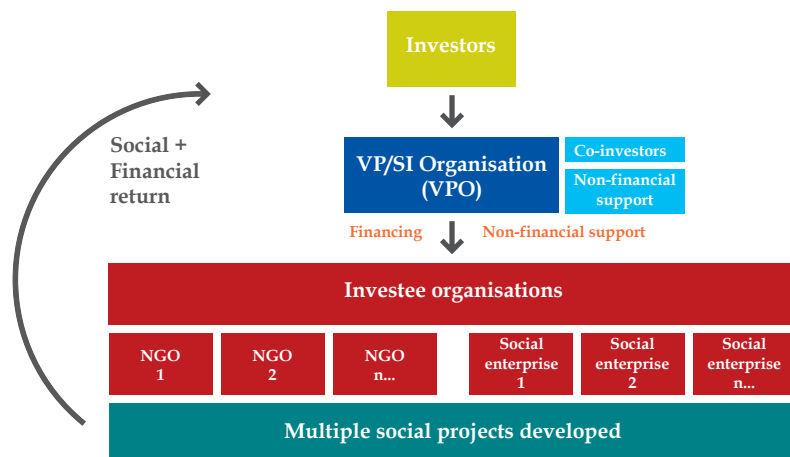 Investors
Social +
Financial
return
VP/SI Organisation
(VPO)
Co-investors
Non-financial
support
Financing
Non-financial support
Investee organisations
NGO
1
NGO
2
NGO
n...
Social
enterprise
1
Social
enterprise
2
Social
enterprise
n...
Multiple social projects developed